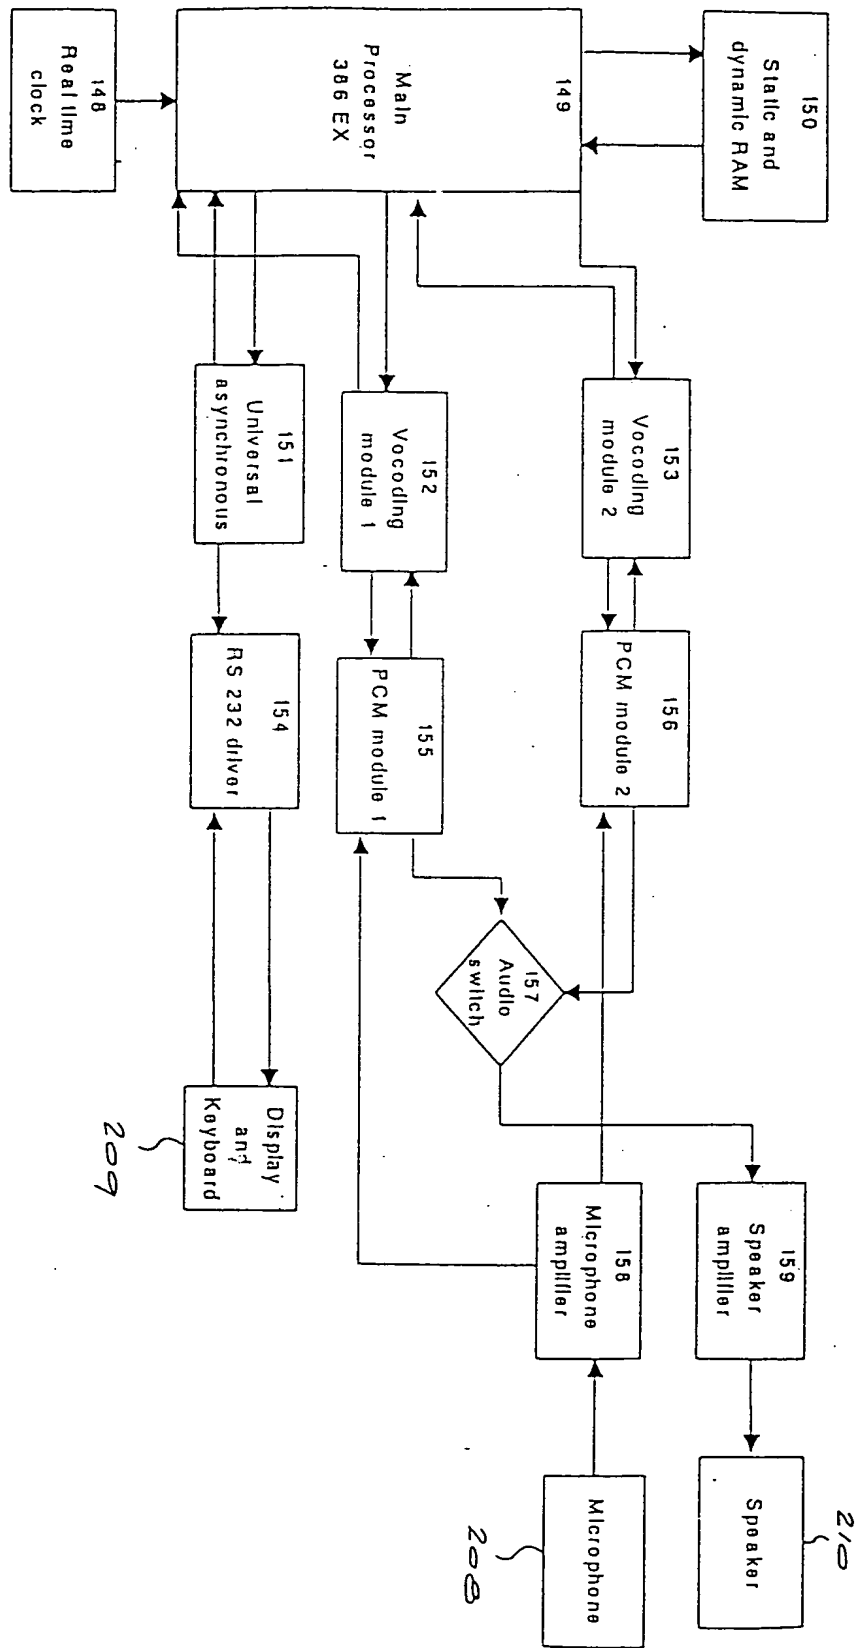 150
Static and
dynamic RAM
149
Main
Processor
386 EX
148
Real time
clock
153
Vocoding
module 2
152
Vocoding
module 1
151
Universal
asynchronous
156
PCM module 2
155
PCM module 1
154
RS 232 driver
157
Audio
switch
159
Speaker
amplifier
158
Microphone
amplifier
Display
and
Keyboard
209
Speaker
210
Microphone
208